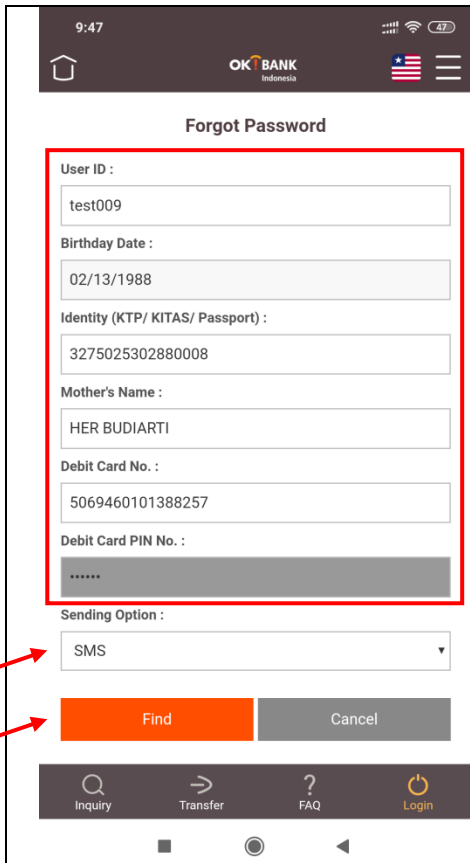 9:47
47
OK! BANK
Indonesia
Forgot Password
User ID :
test009
Birthday Date :
02/13/1988
Identity (KTP/ KITAS/ Passport) :
3275025302880008
Mother's Name :
HER BUDIARTI
Debit Card No. :
5069460101388257
Debit Card PIN No. :
••••••
Sending Option :
SMS
Find Cancel
Inquiry Transfer FAQ Login